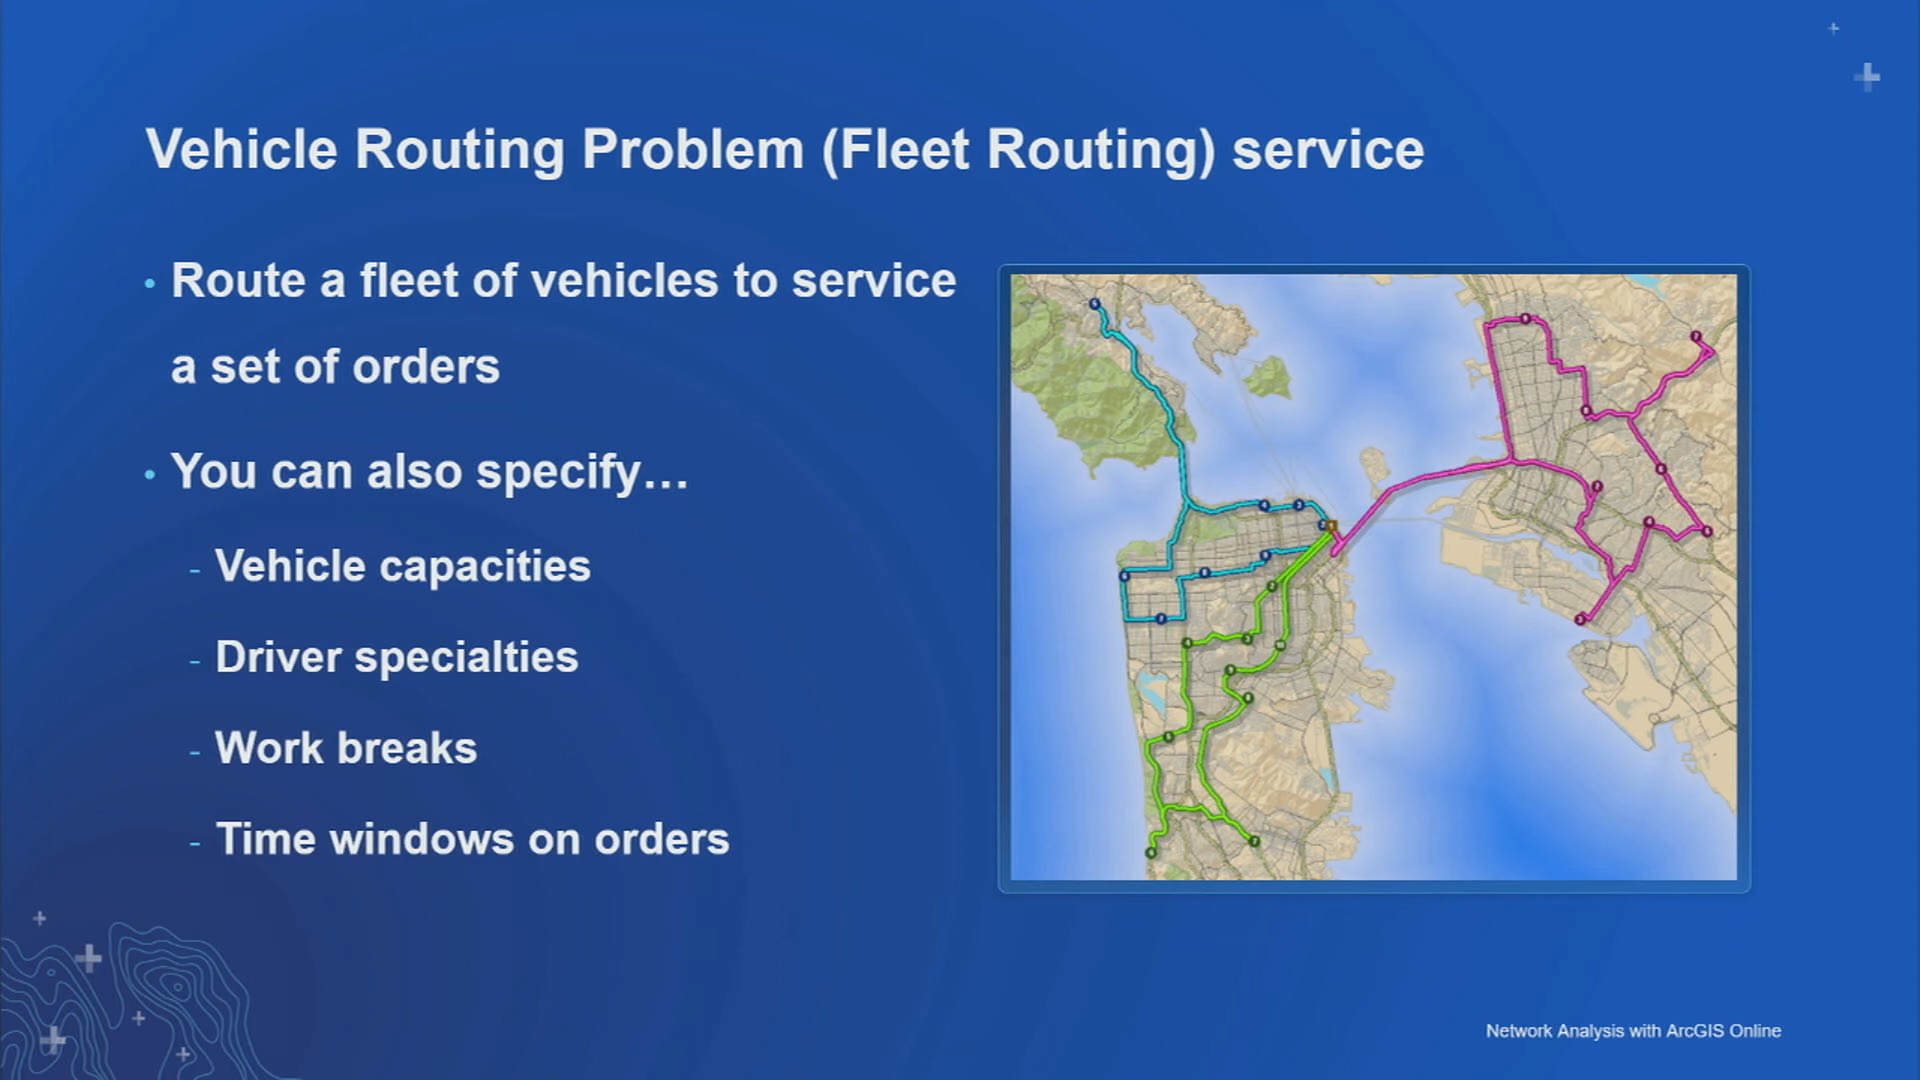 Vehicle Routing Problem (Fleet Routing) service
• Route a fleet of vehicles to service
a set of orders
• You can also specify…
- Vehicle capacities
- Driver specialties
- Work breaks
- Time windows on orders
Network Analysis with ArcGIS Online